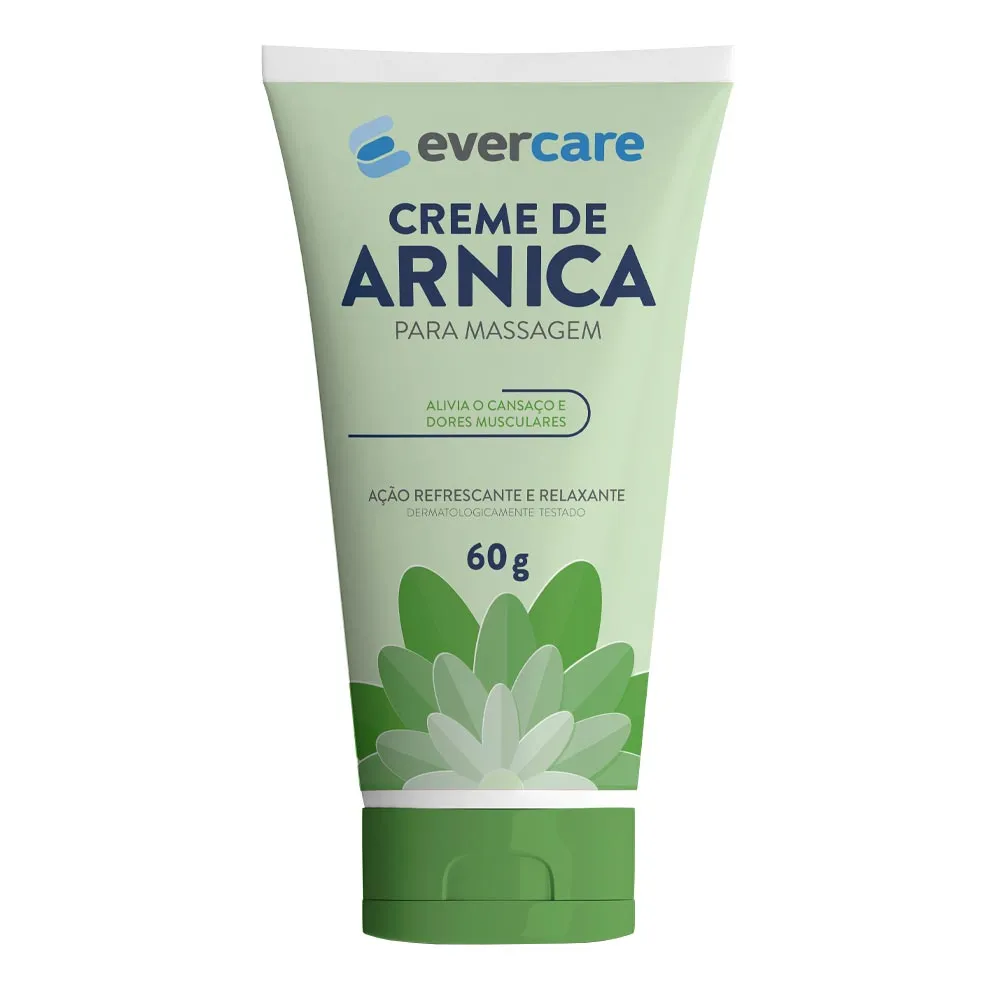 evercare
CREME DE
ARNICA
PARA MASSAGEM
ALIVIA O CANSAÇO E
DORES MUSCULARES
AÇÃO REFRESCANTE E RELAXANTE
DERMATOLOGICAMENTE TESTADO
60 g